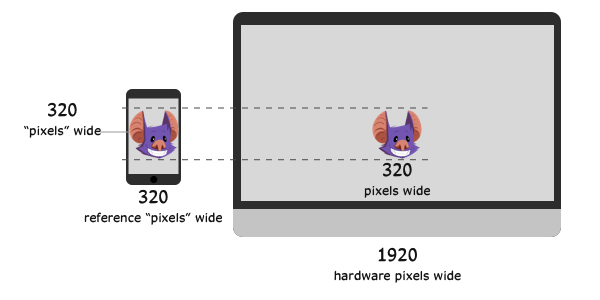 320
“pixels” wide
320
reference “pixels” wide
320
pixels wide
1920
hardware pixels wide